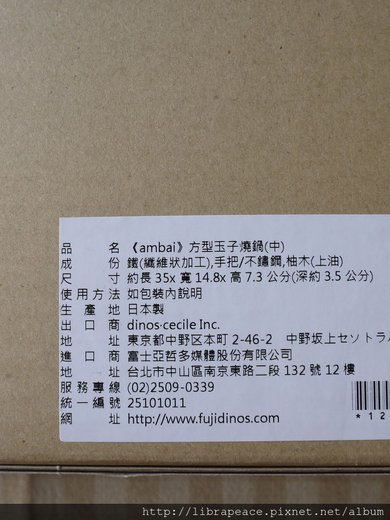 品 名 《ambai》方型玉子燒鍋(中)
成 份 鐵(纖維狀加工),手把/不鏽鋼,柚木(上油)
尺 寸 約長 35x 寬 14.8x 高 7.3 公分(深約 3.5 公分)
使用方法 如包裝內說明
生 產 地 日本製
出 口 商 dinos·cecile Inc.
地 址 東京都中野区本町 2-46-2 中野坂上セントラ
進 口 商 富士亞哲多媒體股份有限公司
地 址 台北市中山區南京東路二段 132 號 12 樓
服務專線 (02)2509-0339
統一編號 25101011
網 址 http://www.fujidinos.com
*12
http://librapeace.pixnet.net/album